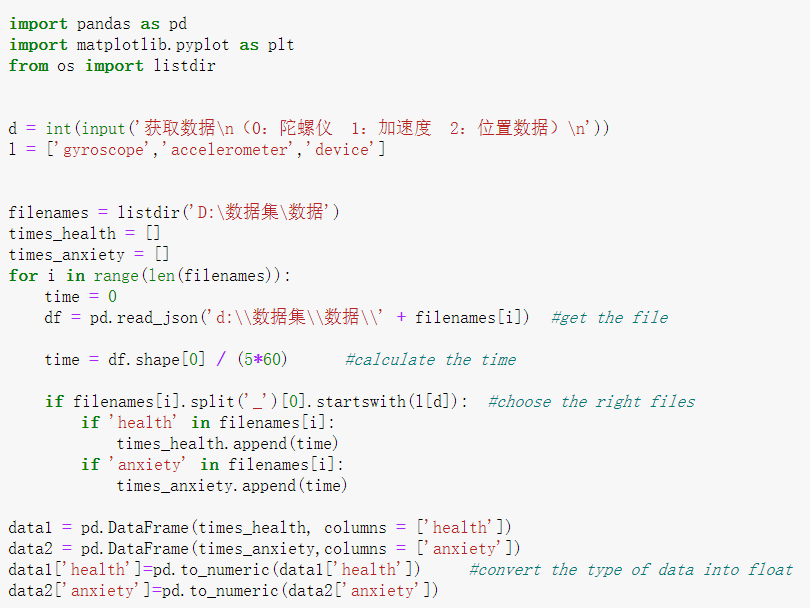 import pandas as pd
import matplotlib.pyplot as plt
from os import listdir
d = int(input('获取数据\n（0：陀螺仪  1：加速度  2：位置数据）\n'))
l = ['gyroscope','accelerometer','device']
filenames = listdir('D:\数据集\数据')
times_health = []
times_anxiety = []
for i in range(len(filenames)):
    time = 0
    df = pd.read_json('d:\\数据集\\数据\\' + filenames[i])  #get the file
    time = df.shape[0] / (5*60)      #calculate the time
    if filenames[i].split('_')[0].startswith(l[d]):  #choose the right files
        if 'health' in filenames[i]:
            times_health.append(time)
        if 'anxiety' in filenames[i]:
            times_anxiety.append(time)
data1 = pd.DataFrame(times_health, columns = ['health'])
data2 = pd.DataFrame(times_anxiety,columns = ['anxiety'])
data1['health']=pd.to_numeric(data1['health'])     #convert the type of data into float
data2['anxiety']=pd.to_numeric(data2['anxiety'])